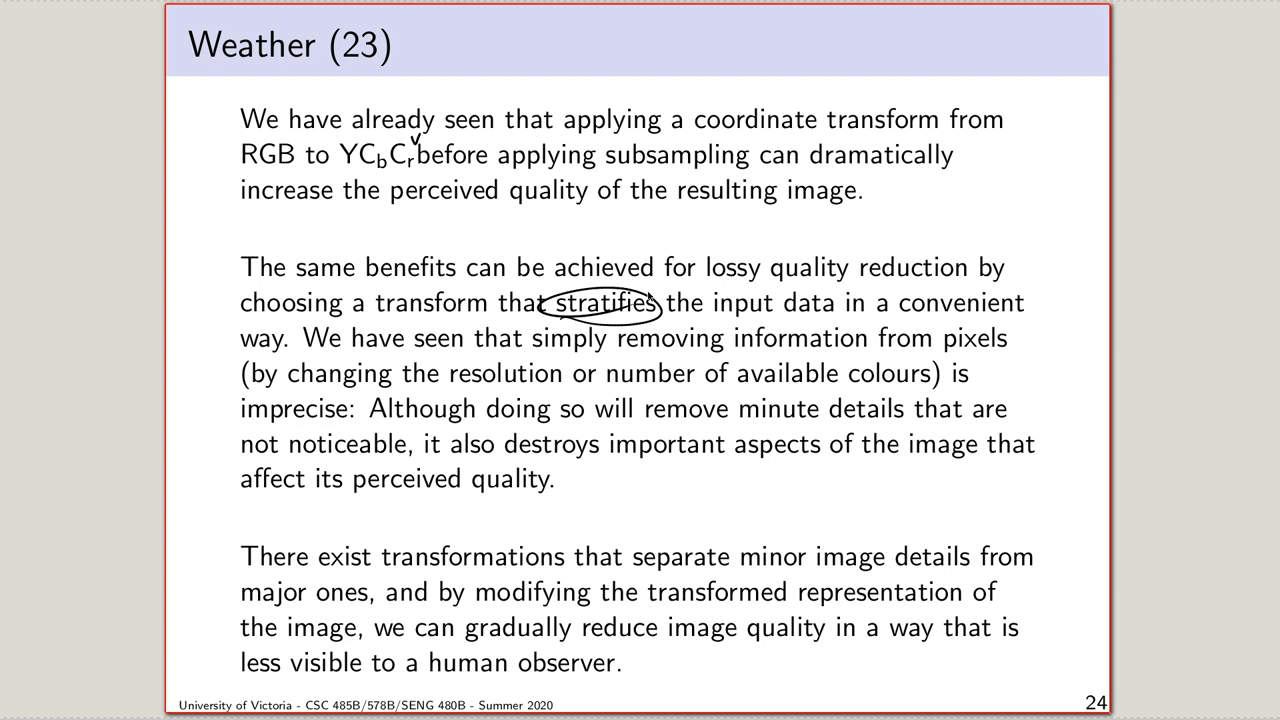 Weather (23)
We have already seen that applying a coordinate transform from
RGB to YCbCr before applying subsampling can dramatically
increase the perceived quality of the resulting image.
The same benefits can be achieved for lossy quality reduction by
choosing a transform that stratifies the input data in a convenient
way. We have seen that simply removing information from pixels
(by changing the resolution or number of available colours) is
imprecise: Although doing so will remove minute details that are
not noticeable, it also destroys important aspects of the image that
affect its perceived quality.
There exist transformations that separate minor image details from
major ones, and by modifying the transformed representation of
the image, we can gradually reduce image quality in a way that is
less visible to a human observer.
University of Victoria - CSC 485B/578B/SENG 480B - Summer 2020
24